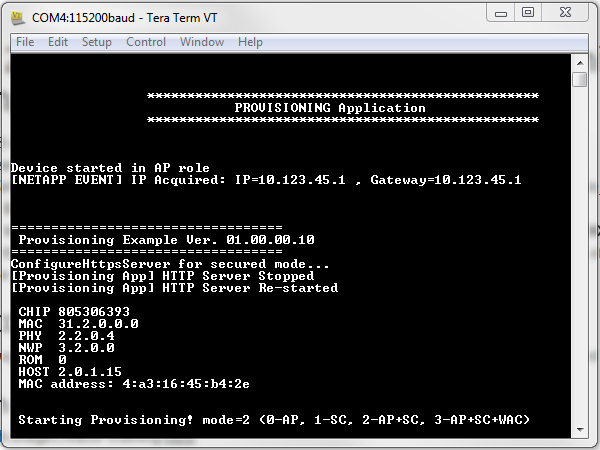 COM4:115200baud - Tera Term VT
File Edit Setup Control Window Help
*************************************************
PROVISIONING Application
*************************************************
Device started in AP role
[NETAPP EVENT] IP Acquired: IP=10.123.45.1 , Gateway=10.123.45.1
==================================
Provisioning Example Ver. 01.00.00.10
==================================
ConfigureHttpsServer for secured mode...
[Provisioning App] HTTP Server Stopped
[Provisioning App] HTTP Server Re-started
CHIP 805306393
MAC 31.2.0.0.0
PHY 2.2.0.4
NWP 3.2.0.0
ROM 0
HOST 2.0.1.15
MAC address: 4:a3:16:45:b4:2e
Starting Provisioning! mode=2 (0-AP, 1-SC, 2-AP+SC, 3-AP+SC+WAC)